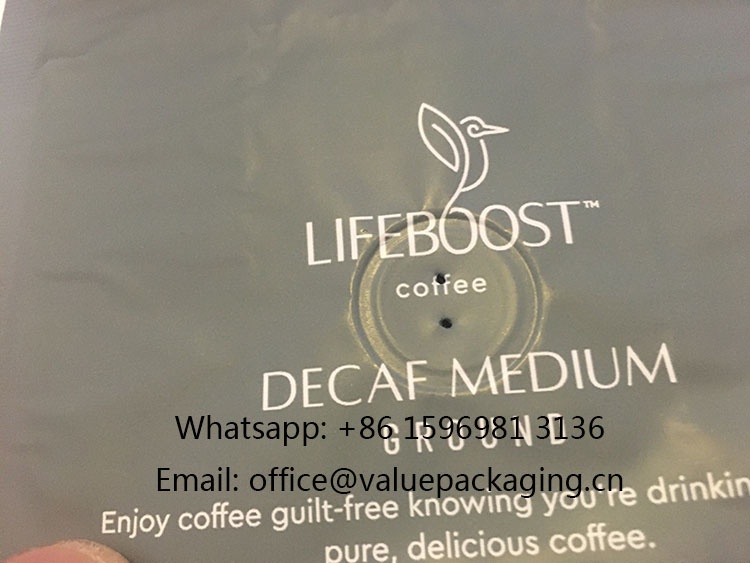 LIFEBOOST™
coffee
DECAF MEDIUM
Whatsapp: +86 1596981 3136
GROUND
Email: office@valuepackaging.cn
Enjoy coffee guilt-free knowing you're drinkin
pure, delicious coffee.